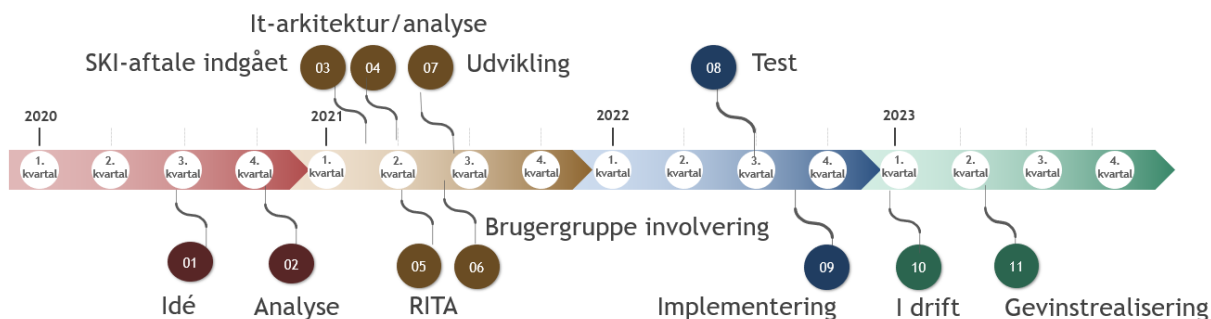 It-arkitektur/analyse
SKI-aftale indgået
03
04
07
Udvikling
08
Test
2020
2021
2022
2023
1. kvartal
2. kvartal
3. kvartal
4. kvartal
1. kvartal
2. kvartal
3. kvartal
4. kvartal
1. kvartal
2. kvartal
3. kvartal
4. kvartal
1. kvartal
2. kvartal
3. kvartal
4. kvartal
Brugergruppe involvering
01
02
05
06
09
10
11
Idé
Analyse
RITA
Implementering
I drift
Gevinstrealisering